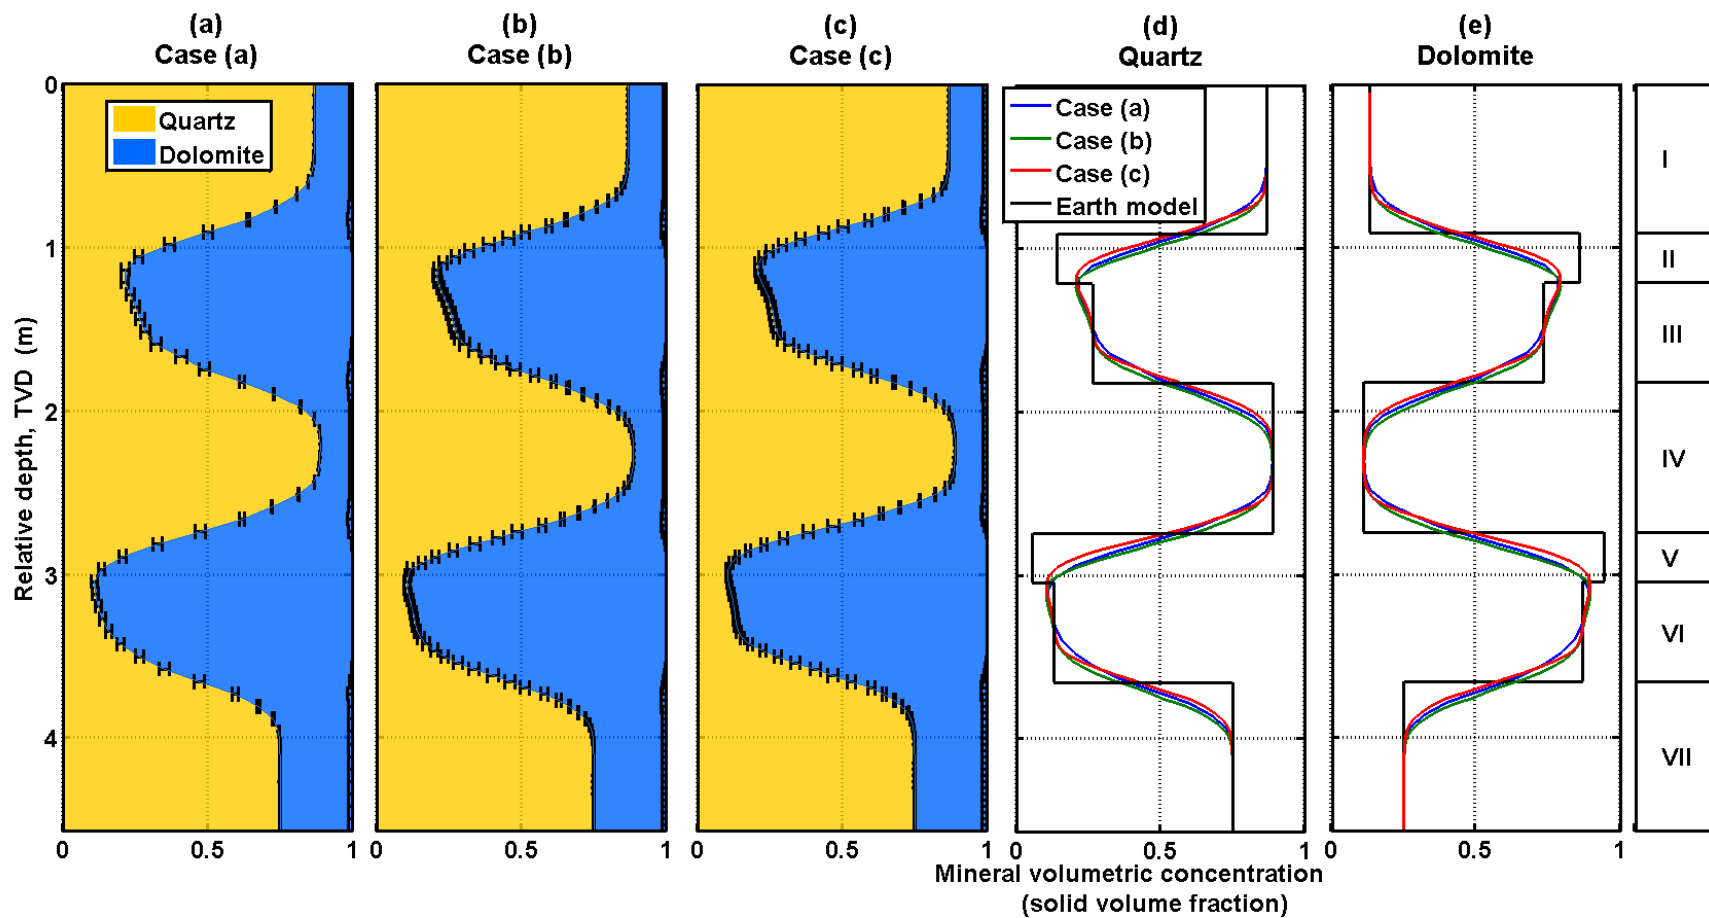 (a) (b) (c) (d) (e)
Case (a) Case (b) Case (c) Quartz Dolomite
Quartz
Dolomite
Case (a)
Case (b)
Case (c)
Earth model
Relative depth, TVD (m)
0
1
2
3
4
I
II
III
IV
V
VI
VII
0 0.5 1 0 0.5 1 0 0.5 1 0 0.5 1 0 0.5 1
Mineral volumetric concentration
(solid volume fraction)